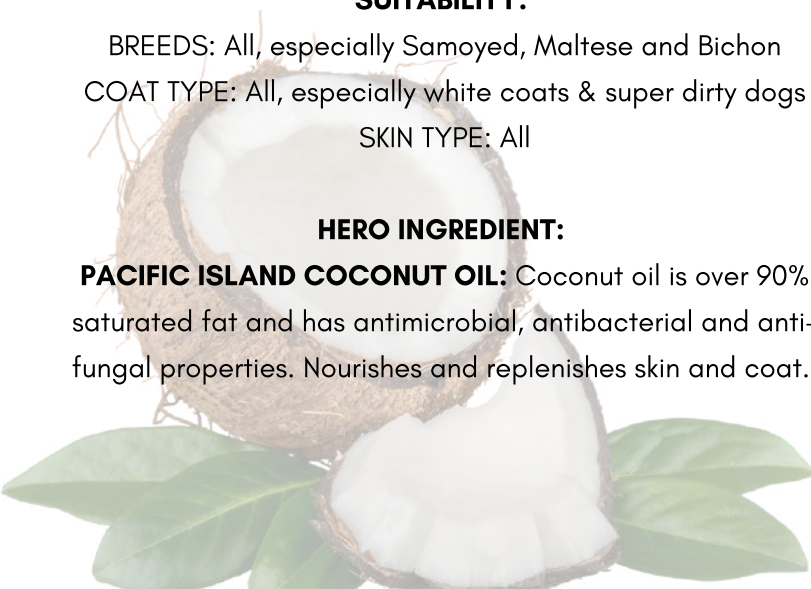 SUITABILITY:
BREEDS: All, especially Samoyed, Maltese and Bichon
COAT TYPE: All, especially white coats & super dirty dogs
SKIN TYPE: All
HERO INGREDIENT:
PACIFIC ISLAND COCONUT OIL: Coconut oil is over 90%
saturated fat and has antimicrobial, antibacterial and anti-
fungal properties. Nourishes and replenishes skin and coat.